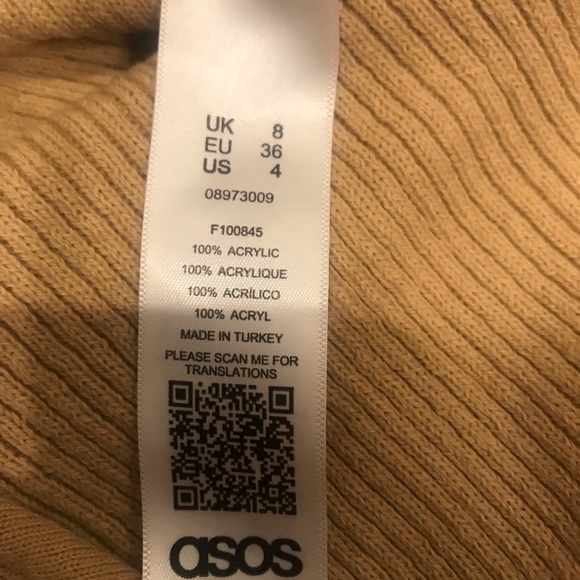 UK 8
EU 36
US 4
08973009
F100845
100% ACRYLIC
100% ACRYLIQUE
100% ACRÍLICO
100% ACRYL
MADE IN TURKEY
PLEASE SCAN ME FOR
TRANSLATIONS
asos